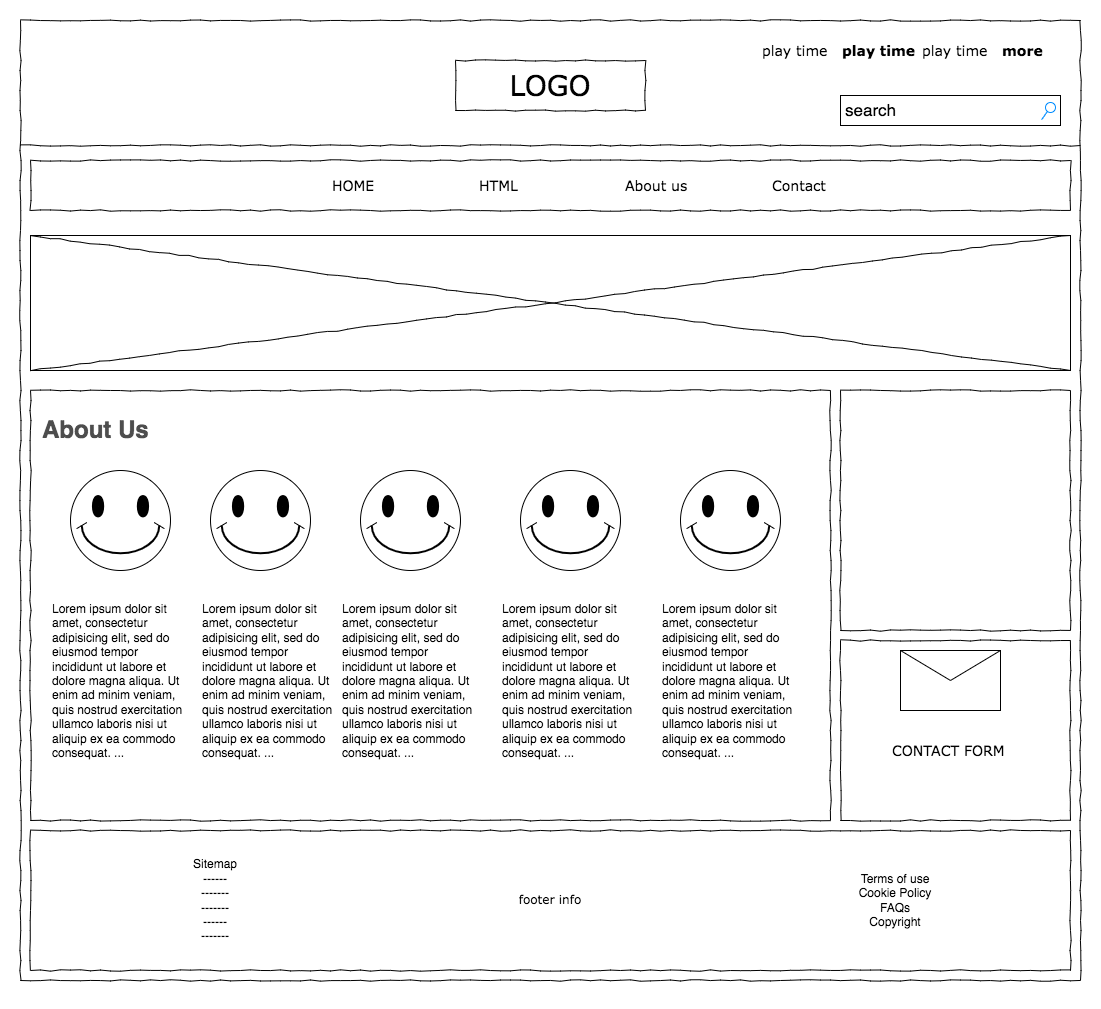 play time play time play time more
LOGO
search
HOME HTML About us Contact
About Us
Lorem ipsum dolor sit
amet, consectetur
adipisicing elit, sed do
eiusmod tempor
incididunt ut labore et
dolore magna aliqua. Ut
enim ad minim veniam,
quis nostrud exercitation
ullamco laboris nisi ut
aliquip ex ea commodo
consequat. ...
Lorem ipsum dolor sit
amet, consectetur
adipisicing elit, sed do
eiusmod tempor
incididunt ut labore et
dolore magna aliqua. Ut
enim ad minim veniam,
quis nostrud exercitation
ullamco laboris nisi ut
aliquip ex ea commodo
consequat. ...
Lorem ipsum dolor sit
amet, consectetur
adipisicing elit, sed do
eiusmod tempor
incididunt ut labore et
dolore magna aliqua. Ut
enim ad minim veniam,
quis nostrud exercitation
ullamco laboris nisi ut
aliquip ex ea commodo
consequat. ...
Lorem ipsum dolor sit
amet, consectetur
adipisicing elit, sed do
eiusmod tempor
incididunt ut labore et
dolore magna aliqua. Ut
enim ad minim veniam,
quis nostrud exercitation
ullamco laboris nisi ut
aliquip ex ea commodo
consequat. ...
Lorem ipsum dolor sit
amet, consectetur
adipisicing elit, sed do
eiusmod tempor
incididunt ut labore et
dolore magna aliqua. Ut
enim ad minim veniam,
quis nostrud exercitation
ullamco laboris nisi ut
aliquip ex ea commodo
consequat. ...
CONTACT FORM
Sitemap
------
-------
-------
------
-------
footer info
Terms of use
Cookie Policy
FAQs
Copyright